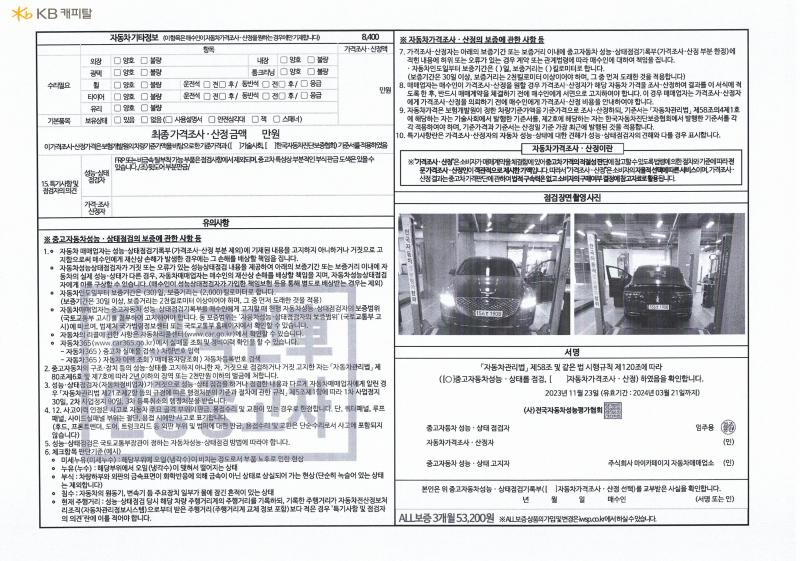 KB 캐피탈
자동차 기타정보 (이 항목은 매수인이 자동차가격조사·산정을 원하는 경우에만 기재합니다) 8,400
항목 가격조사·산정액
수리필요 외장 □ 양호 □ 불량 내장 □ 양호 □ 불량 만원
광택 □ 양호 □ 불량 룸크리닝 □ 양호 □ 불량
휠 □ 양호 □ 불량 운전석 □ 전 □ 후 / 동반석 □ 전 □ 후 / □ 응급
타이어 □ 양호 □ 불량 운전석 □ 전 □ 후 / 동반석 □ 전 □ 후 / □ 응급
유리 □ 양호 □ 불량
기본품목 보유상태 □ 있음 □ 없음 ( □ 사용설명서 □ 안전삼각대 □ 잭 □ 스패너)
최종 가격조사·산정 금액 만원
이 가격조사·산정가격은 보험개발원의 차량기준가액을 바탕으로 한 기준가격과 ([ ]기술사회, [ ]한국자동차진단보증협회) 기준서를 적용하였음
15. 특기사항 및 점검자의 의견
성능·상태 점검자
FRP 또는 비금속 탈부착 가능 부품은 점검사항에서 제외되며, 중고차 특성상 부분적인 부식 판금 도색은 있을 수
있습니다.
가격·조사 산정자
유의사항
※ 중고자동차성능·상태점검의 보증에 관한 사항 등
1. ㅇ 자동차 매매업자는 성능·상태점검기록부(가격조사·산정 부분 제외)에 기재된 내용을 고지하지 아니하거나 거짓으로 고
지함으로써 매수인에게 재산상 손해가 발생한 경우에는 그 손해를 배상할 책임을 집니다.
ㅇ 자동차성능상태점검자가 거짓 또는 오류가 있는 성능상태점검 내용을 제공하여 아래의 보증기간 또는 보증거리 이내에 자
동차의 실제 성능·상태가 다른 경우, 자동차매매업자는 매수인의 재산상 손해를 배상할 책임을 지며, 자동차성능상태점검
자에게 이를 구상할 수 있습니다. (매매업자나 성능상태점검자가 가입한 책임보험 등을 통해 별도로 배상받는 경우는 제외)
ㅇ 자동차인도일부터 보증기간은 (30)일, 보증거리는 (2,000)킬로미터로 합니다.
(보증기간은 30일 이상, 보증거리는 2천킬로미터 이상이어야 하며, 그 중 먼저 도래한 것을 적용)
ㅇ 자동차매매업자는 중고자동차 성능·상태점검기록부를 매수인에게 고지할 때 현행 자동차성능·상태점검자의 보증범위
(국토교통부 고시)를 첨부하여 고지하여야 합니다. 동 보증범위는 '자동차성능·상태점검자의 보증범위' (국토교통부 고
시)에 따르며, 법제처 국가법령정보센터 또는 국토교통부 홈페이지에서 확인할 수 있습니다.
ㅇ 자동차의 리콜에 관한 사항은 자동차리콜센터(www.car.go.kr)에서 확인할 수 있습니다.
ㅇ 자동차365(www.car365.go.kr)에서 실매물 조회 및 정비이력 확인을 할 수 있습니다.
– 자동차365 〉 중고차 실매물 검색 〉 차량번호 입력
– 자동차365 〉 자동차 이력 조회 〉 매매용차량조회 〉 자동차등록번호 검색
2. 중고자동차의 구조·장치 등의 성능·상태를 고지하지 아니한 자, 거짓으로 점검하거나 거짓 고지한 자는 「자동차관리법」 제
80조제6호 및 제7호에 따라 2년 이하의 징역 또는 2천만원 이하의 벌금에 처합니다.
3. 성능·상태점검자(자동차정비업자)가 거짓으로 성능·상태 점검을 하거나 점검한 내용과 다르게 자동차매매업자에게 알린 경우
「자동차관리법」 제21조제2항 등의 규정에 따른 행정처분의 기준과 절차에 관한 규칙, 제5조제1항에 따라 1차 사업정지
30일, 2차 사업정지 90일, 3차 등록취소의 행정처분을 받습니다.
4. 12. 사고이력 인정은 사고로 자동차 주요 골격 부위의 판금, 용접수리 및 교환이 있는 경우로 한정합니다. 단, 쿼터패널, 루프
패널, 사이드실패널 부위는 절단, 용접 시에만 사고로 표기합니다.
(후드, 프론트펜더, 도어, 트렁크리드 등 외판 부위 및 범퍼에 대한 판금, 용접수리 및 교환은 단순수리로서 사고에 포함되지
않습니다)
5. 성능·상태점검은 국토교통부장관이 정하는 자동차성능·상태점검 방법에 따라야 합니다.
6. 체크항목 판단기준 (예시)
ㅇ 미세누유(미세누수) : 해당부위에 오일(냉각수)이 비치는 정도로서 부품 노후로 인한 현상
ㅇ 누유(누수) : 해당부위에서 오일(냉각수)이 맺혀서 떨어지는 상태
ㅇ 부식 : 차량하부와 외판의 금속표면이 화학반응에 의해 금속이 아닌 상태로 상실되어 가는 현상 (단순히 녹슬어 있는 상태
는 제외합니다)
ㅇ 침수 : 자동차의 원동기, 변속기 등 주요장치 일부가 물에 잠긴 흔적이 있는 상태
ㅇ 현재 주행거리 : 성능·상태점검 당시 해당 차량 주행거리계의 주행거리를 기록하되, 기록한 주행거리가 자동차전산정보처
리조직(자동차관리정보시스템)으로부터 받은 주행거리(주행거리계 교체 정보 포함)보다 적은 경우 '특기사항 및 점검자
의 의견'란에 이를 적어야 합니다.
※ 자동차가격조사·산정의 보증에 관한 사항 등
7. 가격조사·산정자는 아래의 보증기간 또는 보증거리 이내에 중고자동차 성능·상태점검기록부(가격조사·산정 부분 한정)에
적힌 내용에 허위 또는 오류가 있는 경우 계약 또는 관계법령에 따라 매수인에 대하여 책임을 집니다.
· 자동차인도일부터 보증기간은 ( )일, 보증거리는 ( )킬로미터로 합니다.
(보증기간은 30일 이상, 보증거리는 2천킬로미터 이상이어야 하며, 그 중 먼저 도래한 것을 적용합니다)
8. 매매업자는 매수인이 가격조사·산정을 원할 경우 가격조사·산정자가 해당 자동차 가격을 조사·산정하여 결과를 이 서식에 적
도록 한 후, 반드시 매매계약을 체결하기 전에 매수인에게 서면으로 고지하여야 합니다. 이 경우 매매업자는 가격조사·산정자
에게 가격조사·산정을 의뢰하기 전에 매수인에게 가격조사·산정 비용을 안내하여야 합니다.
9. 자동차가격은 보험개발원이 정한 차량기준가액을 기준가격으로 조사·산정하되, 기준서는 「자동차관리법」 제58조의4제1호
에 해당하는 자는 기술사회에서 발행한 기준서를, 제2호에 해당하는 자는 한국자동차진단보증협회에서 발행한 기준서를 각
각 적용하여야 하며, 기준가격과 기준서는 산정일 기준 가장 최근에 발행된 것을 적용합니다.
10. 특기사항란은 가격조사·산정자의 자동차 성능·상태에 대한 견해가 성능·상태점검자의 견해와 다를 경우 표시합니다.
자동차가격조사·산정이란
※ "가격조사·산정"은 소비자가 매매계약을 체결함에 있어 중고차 가격의 적절성 판단에 참고할 수 있도록 법령에 의한 절차와 기준에 따라 전
문 가격조사·산정인이 객관적으로 제시한 가액입니다. 따라서 "가격조사·산정"은 소비자의 자율적 선택에 따른 서비스이며, 가격조사·
산정 결과는 중고차 가격판단에 관하여 법적 구속력은 없고 소비자의 구매여부 결정에 참고자료로 활용됩니다.
점검장면 촬영사진
서명
「자동차관리법」 제58조 및 같은 법 시행규칙 제120조에 따라
([○]중고자동차성능·상태를 점검, [ ]자동차가격조사·산정) 하였음을 확인합니다.
2023년 11월 23일 (유효기간 : 2024년 03월 21일까지)
(사)전국자동차성능평가협회
중고자동차 성능·상태 점검자 임주용
자동차가격조사·산정자 (인)
중고자동차 성능·상태 고지자 주식회사 마이카테이지 자동차매매업소 (인)
본인은 위 중고자동차성능·상태점검기록부([ ]자동차가격조사·산정 선택)를 교부받은 사실을 확인합니다.
년 월 일 매수인 (서명 또는 인)
ALL보증 3개월 53,200원 ※ ALL보증 상품의 가입 및 변경은 iwsp.co.kr에서 하실 수 있습니다.